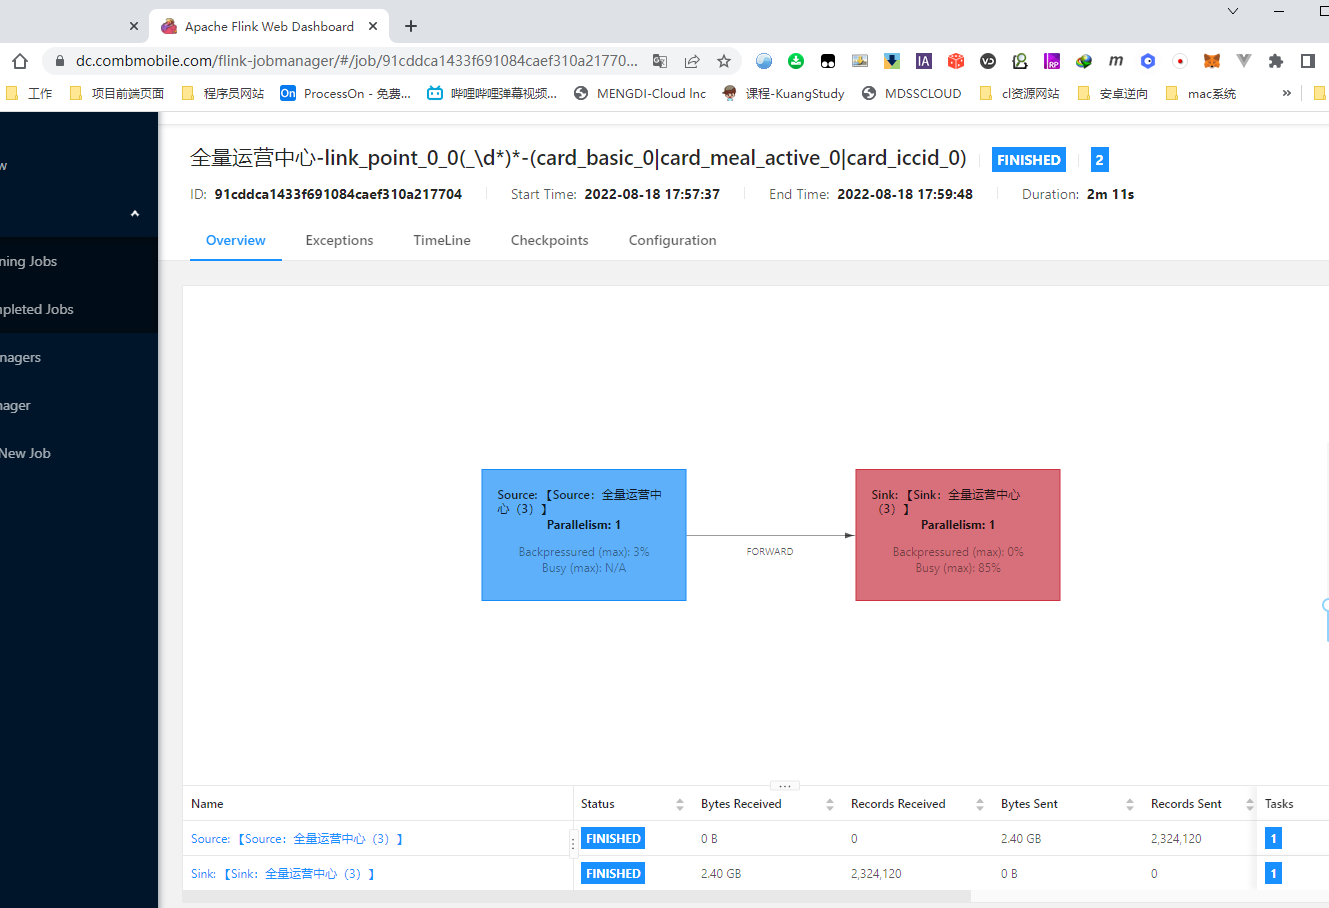 Apache Flink Web Dashboard
dc.combmobile.com/flink-jobmanager/#/job/91cddca1433f691084caef310a21770...
工作 项目前端页面 程序员网站 On ProcessOn - 免费... 哔哩哔哩弹幕视频... MENGDI-Cloud Inc 课程-KuangStudy MDSSCLOUD cl资源网站 安卓逆向 mac系统 »
w
ning Jobs
pleted Jobs
nagers
ager
New Job
全量运营中心-link_point_0_0(_\d*)*-(card_basic_0|card_meal_active_0|card_iccid_0) FINISHED 2
ID: 91cddca1433f691084caef310a217704 Start Time: 2022-08-18 17:57:37 End Time: 2022-08-18 17:59:48 Duration: 2m 11s
Overview Exceptions TimeLine Checkpoints Configuration
Source: 【Source：全量运营中
心（3）】
Parallelism: 1
Backpressured (max): 3%
Busy (max): N/A
FORWARD
Sink: 【Sink：全量运营中心
（3）】
Parallelism: 1
Backpressured (max): 0%
Busy (max): 85%
Name Status Bytes Received Records Received Bytes Sent Records Sent Tasks
Source: 【Source：全量运营中心（3）】 FINISHED 0 B 0 2.40 GB 2,324,120 1
Sink: 【Sink：全量运营中心（3）】 FINISHED 2.40 GB 2,324,120 0 B 0 1